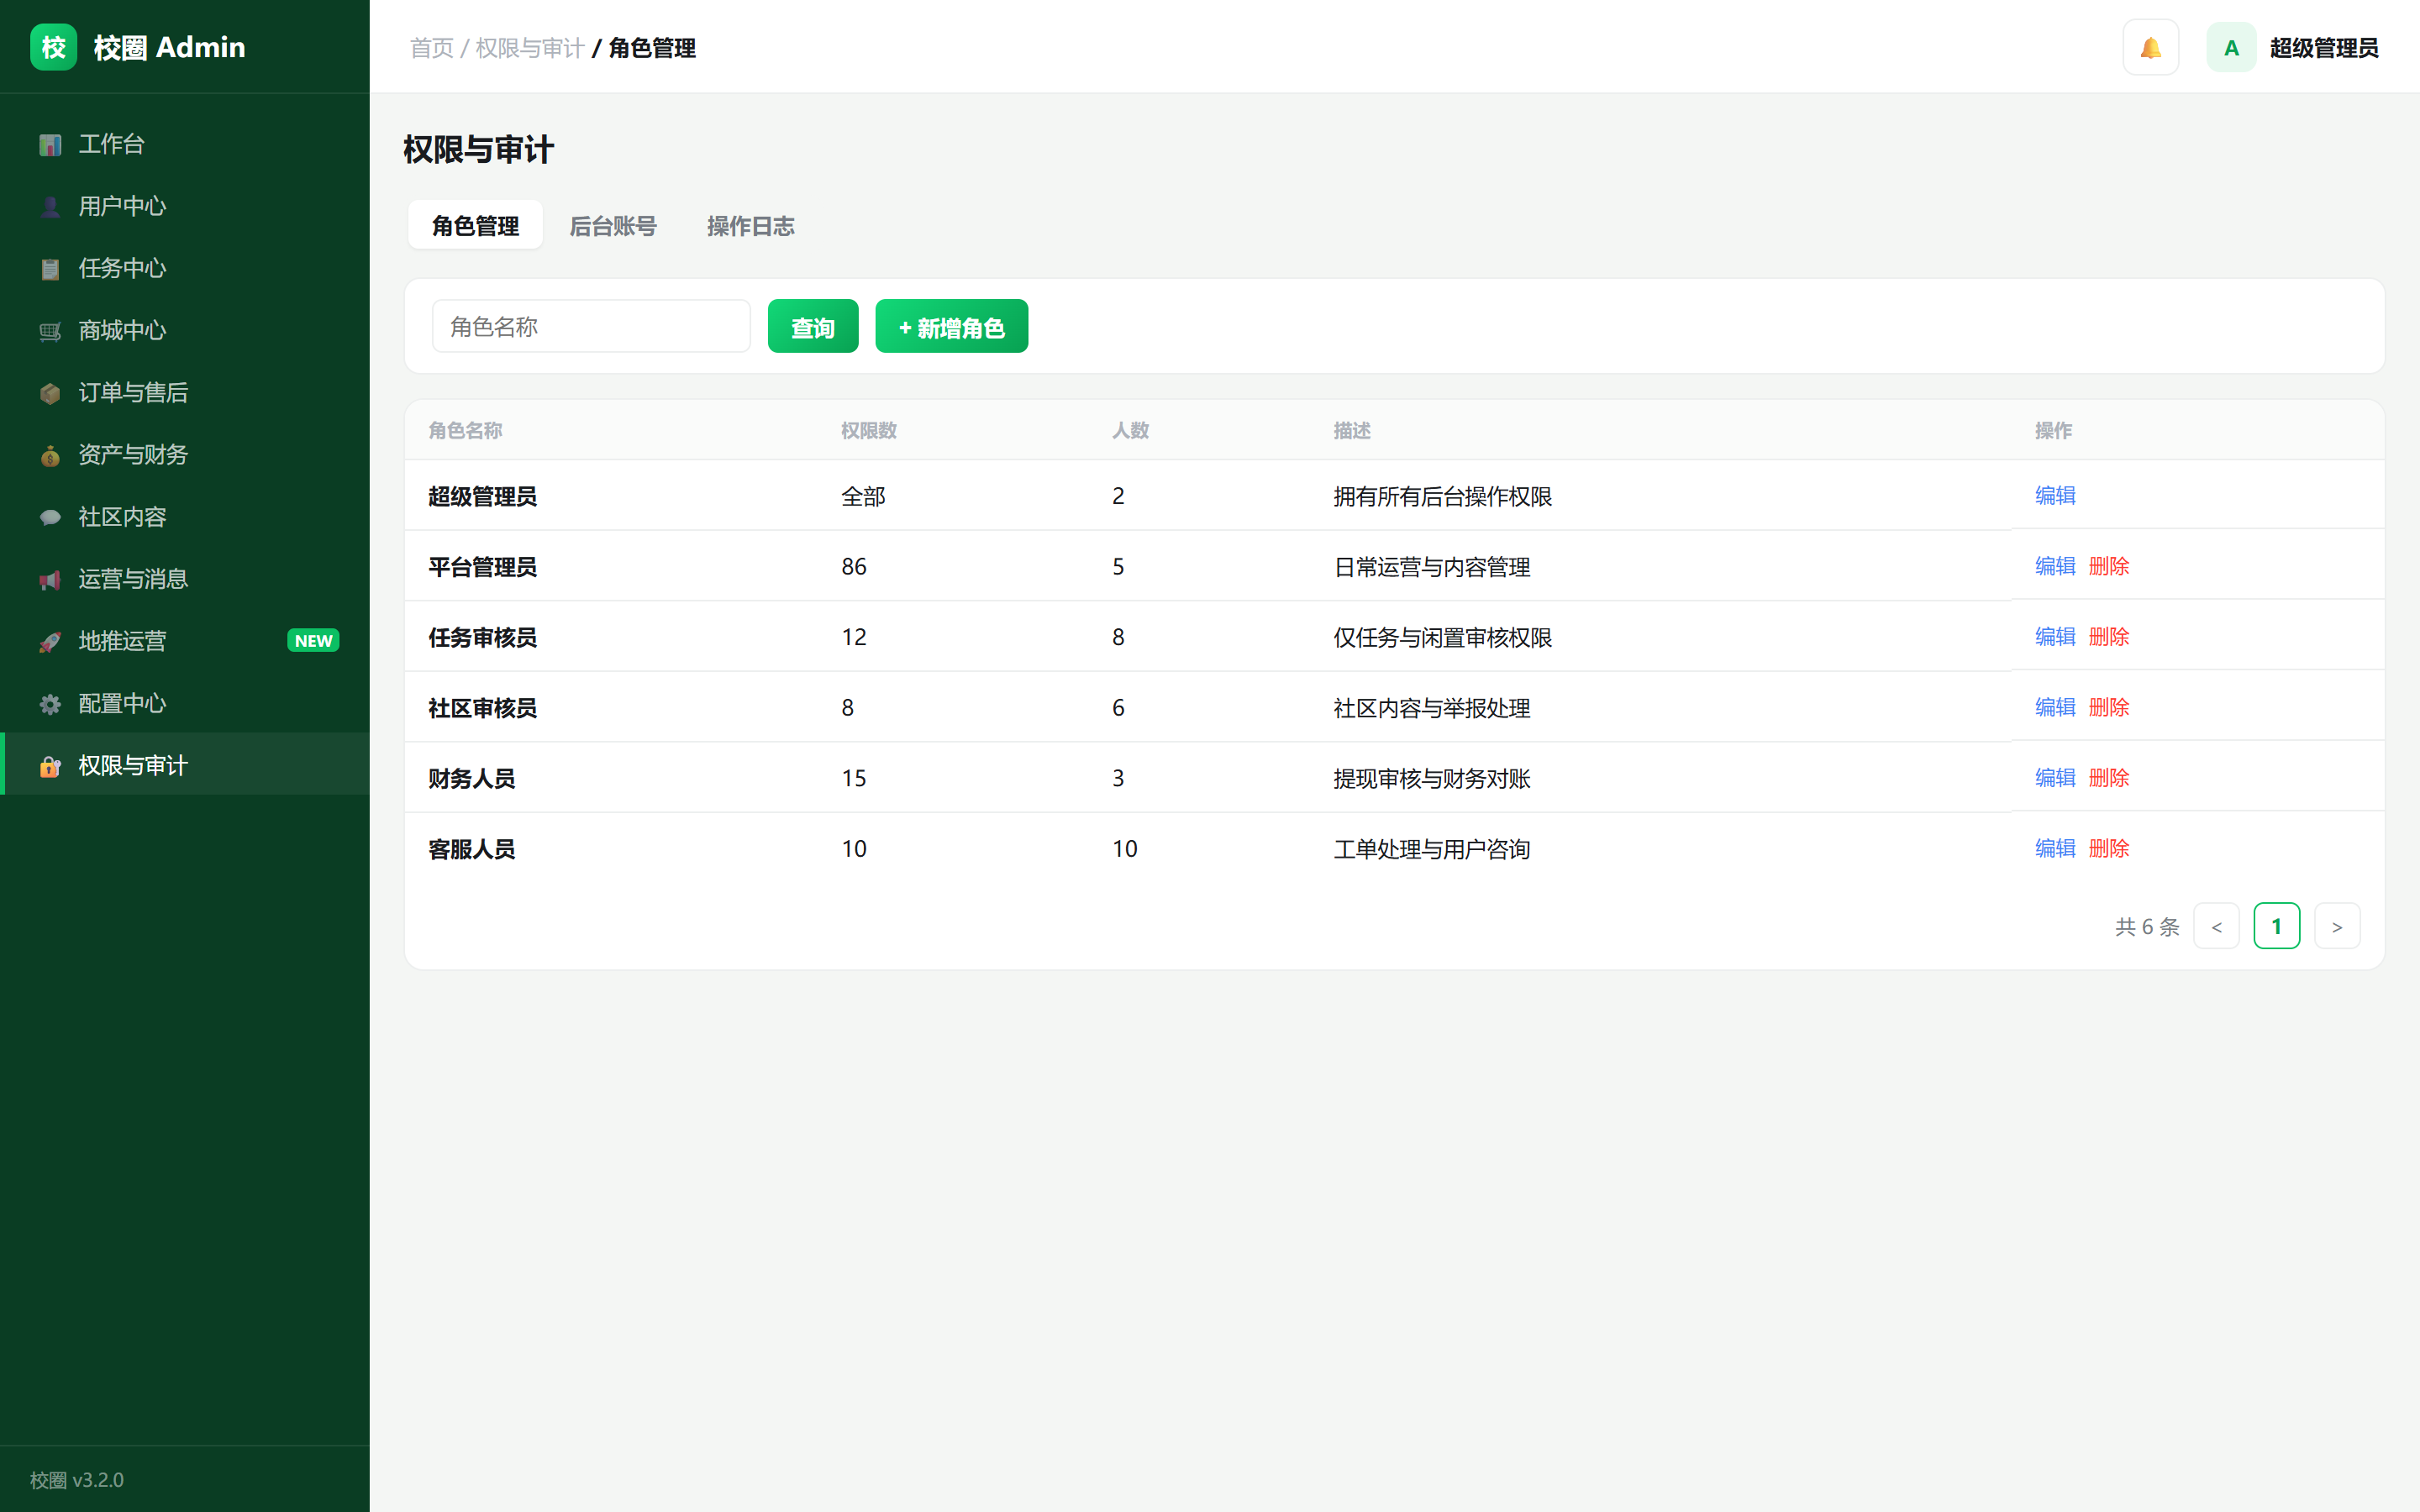 校 校圈 Admin
首页 / 权限与审计 / 角色管理
A 超级管理员
工作台
用户中心
任务中心
商城中心
订单与售后
资产与财务
社区内容
运营与消息
地推运营 NEW
配置中心
权限与审计
校圈 v3.2.0
权限与审计
角色管理 后台账号 操作日志
角色名称 查询 + 新增角色
角色名称 权限数 人数 描述 操作
超级管理员 全部 2 拥有所有后台操作权限 编辑
平台管理员 86 5 日常运营与内容管理 编辑 删除
任务审核员 12 8 仅任务与闲置审核权限 编辑 删除
社区审核员 8 6 社区内容与举报处理 编辑 删除
财务人员 15 3 提现审核与财务对账 编辑 删除
客服人员 10 10 工单处理与用户咨询 编辑 删除
共 6 条 < 1 >